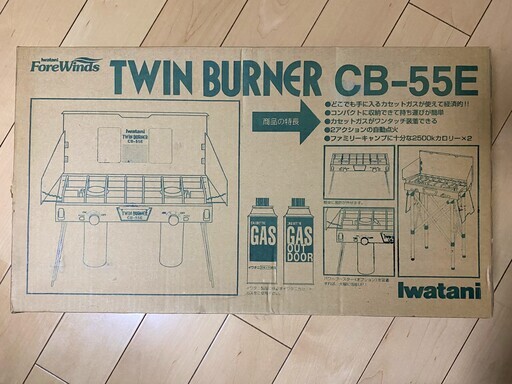 Iwatani
ForeWinds
TWIN BURNER CB-55E
商品の特長
●どこでも手に入るカセットガスが使えて経済的!!
●コンパクトに収納できて持ち運びが簡単
●カセットガスがワンタッチ装着できる
●2アクションの自動点火
●ファミリーキャンプに十分な2500kカロリー×2
Iwatani
TWIN BURNER
CB-55E
TWIN BURNER
CB-55E
GAS
GAS
OUT
DOOR
Iwatani